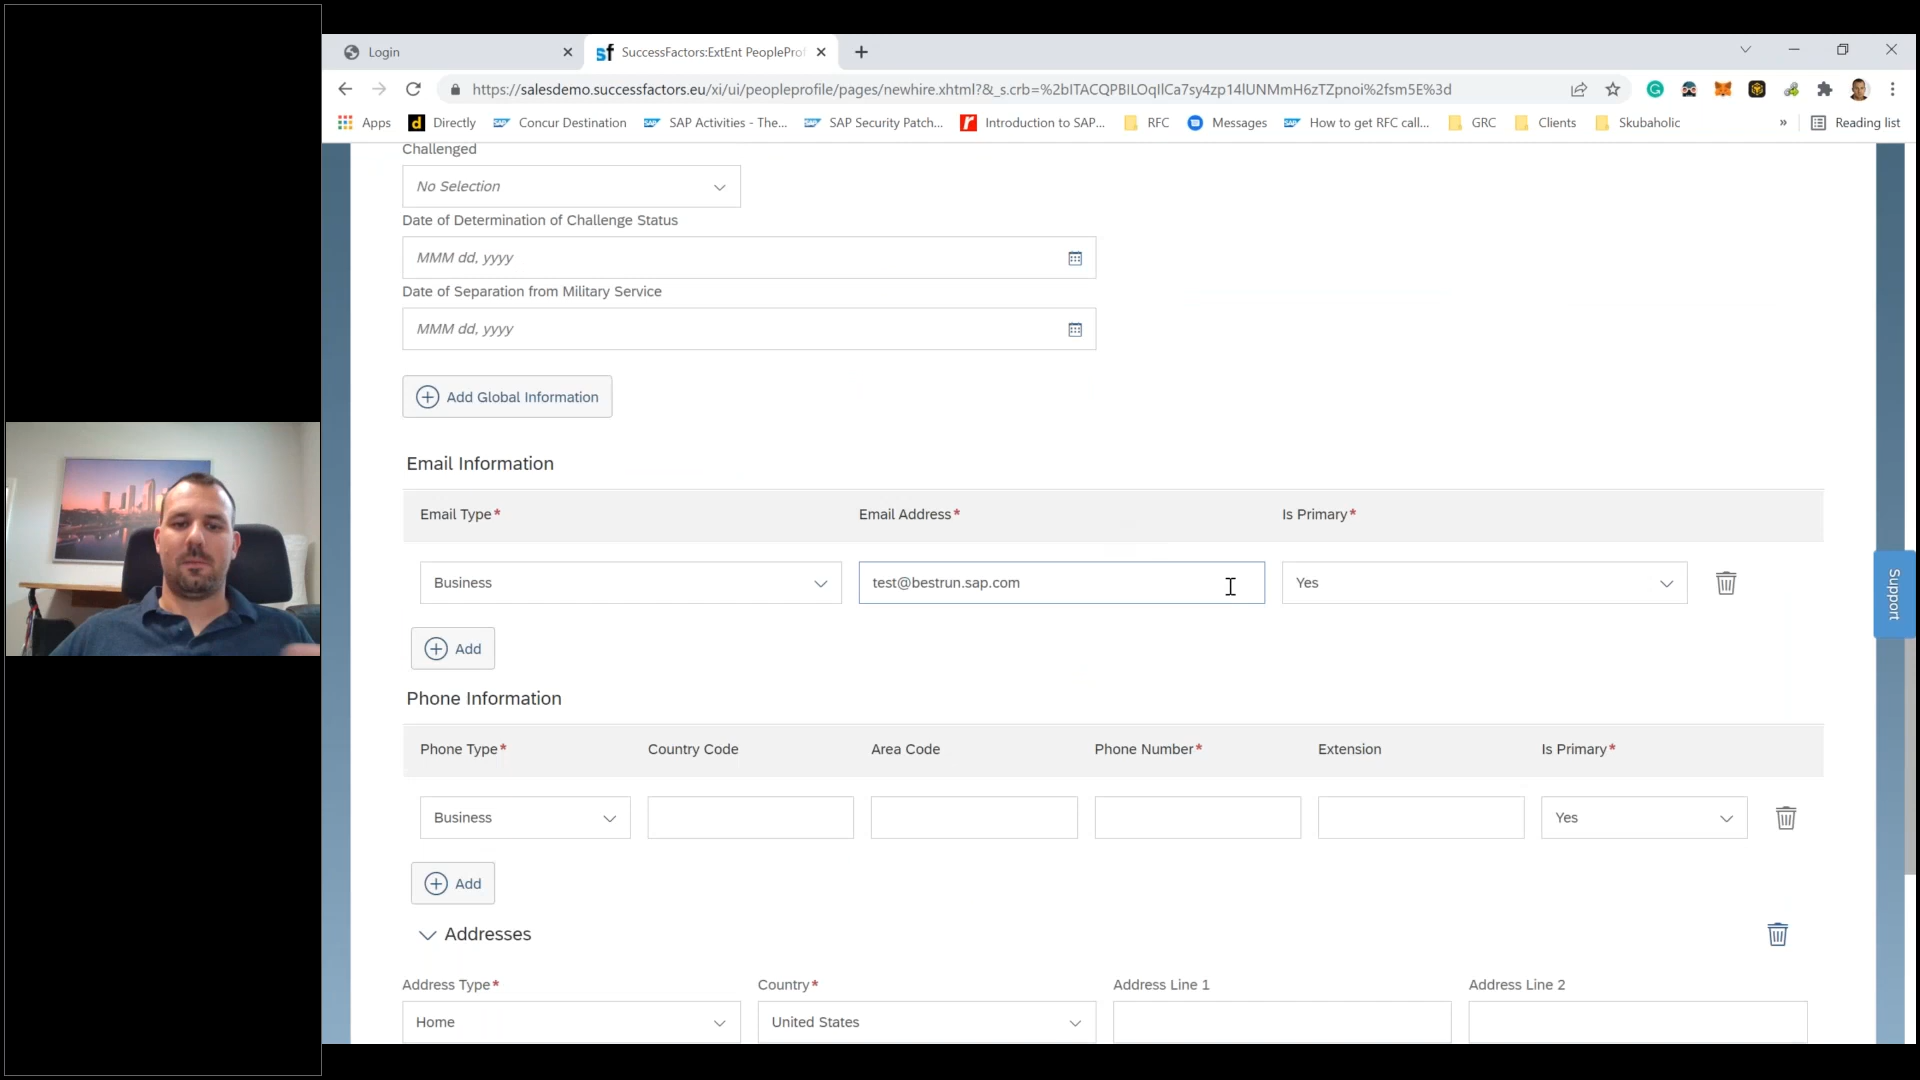 Login
sf SuccessFactors:ExtEnt PeopleProf
https://salesdemo.successfactors.eu/xi/ui/peopleprofile/pages/newhire.xhtml?&_s.crb=%2bITACQPBILOqIlCa7sy4zp14lUNMmH6zTZpnoi%2fsm5E%3d
Apps Directly Concur Destination SAP Activities - The... SAP Security Patch... Introduction to SAP... RFC Messages How to get RFC call... GRC Clients Skubaholic » Reading list
Challenged
No Selection
Date of Determination of Challenge Status
MMM dd, yyyy
Date of Separation from Military Service
MMM dd, yyyy
Add Global Information
Email Information
Email Type* Email Address* Is Primary*
Business test@bestrun.sap.com Yes
Support
Add
Phone Information
Phone Type* Country Code Area Code Phone Number* Extension Is Primary*
Business Yes
Add
Addresses
Address Type* Country* Address Line 1 Address Line 2
Home United States